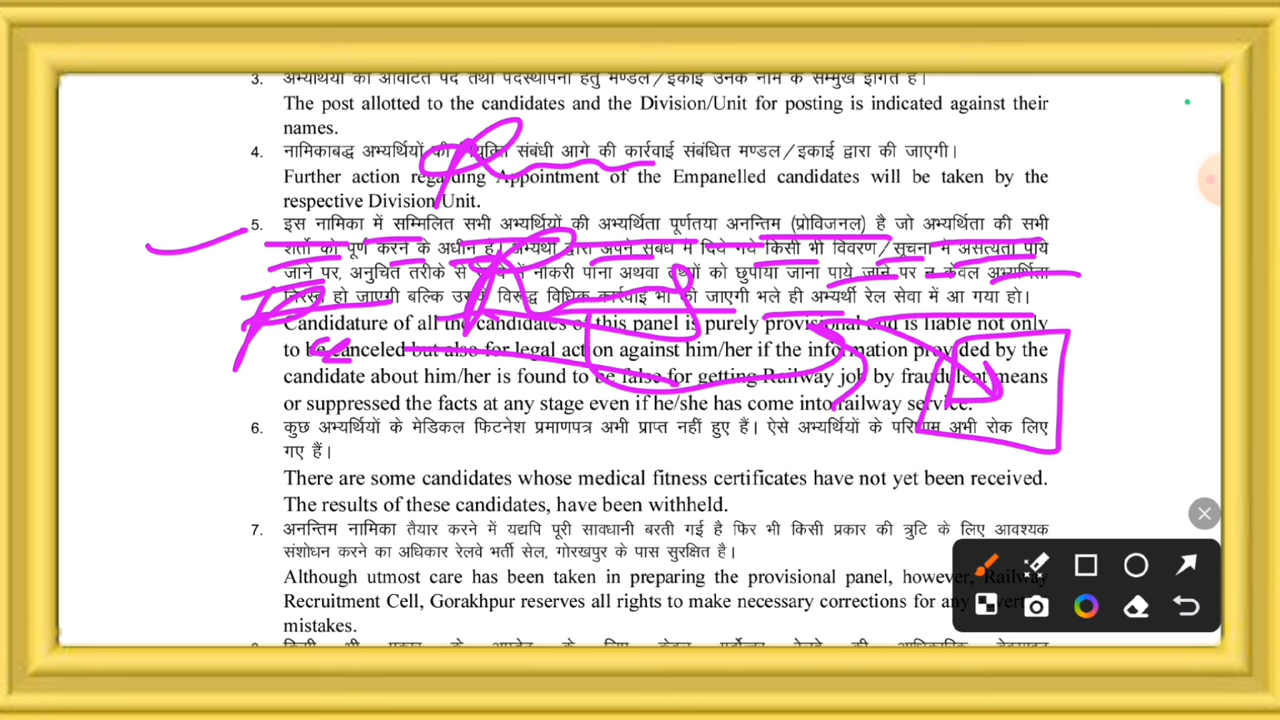 3. अभ्यर्थियों को आवंटित पद तथा पदस्थापना हेतु मण्डल/इकाई उनके नाम के सम्मुख इंगित है।
The post allotted to the candidates and the Division/Unit for posting is indicated against their
names.
4. नामिकाबद्ध अभ्यर्थियों की नियुक्ति संबंधी आगे की कार्रवाई संबंधित मण्डल/इकाई द्वारा की जाएगी।
Further action regarding Appointment of the Empanelled candidates will be taken by the
respective Division/Unit.
5. इस नामिका में सम्मिलित सभी अभ्यर्थियों की अभ्यर्थिता पूर्णतया अनन्तिम (प्रोविजनल) है जो अभ्यर्थिता की सभी
शर्तों को पूर्ण करने के अधीन है। अभ्यर्थी द्वारा अपने संबंध में दिये गये किसी भी विवरण/सूचना में असत्यता पाये
जाने पर, अनुचित तरीके से रेलवे में नौकरी पाना अथवा तथ्यों को छुपाया जाना पाये जाने पर न केवल अभ्यर्थिता
निरस्त हो जाएगी बल्कि उसके विरूद्ध विधिक कार्रवाई भी की जाएगी भले ही अभ्यर्थी रेल सेवा में आ गया हो।
Candidature of all the candidates of this panel is purely provisional and is liable not only
to be canceled but also for legal action against him/her if the information provided by the
candidate about him/her is found to be false for getting Railway job by fraudulent means
or suppressed the facts at any stage even if he/she has come into railway service.
6. कुछ अभ्यर्थियों के मेडिकल फिटनेश प्रमाणपत्र अभी प्राप्त नहीं हुए हैं। ऐसे अभ्यर्थियों के परिणाम अभी रोक लिए
गए हैं।
There are some candidates whose medical fitness certificates have not yet been received.
The results of these candidates, have been withheld.
7. अनन्तिम नामिका तैयार करने में यद्यपि पूरी सावधानी बरती गई है फिर भी किसी प्रकार की त्रुटि के लिए आवश्यक
संशोधन करने का अधिकार रेलवे भर्ती सेल, गोरखपुर के पास सुरक्षित है।
Although utmost care has been taken in preparing the provisional panel, however, Railway
Recruitment Cell, Gorakhpur reserves all rights to make necessary corrections for any
mistakes.